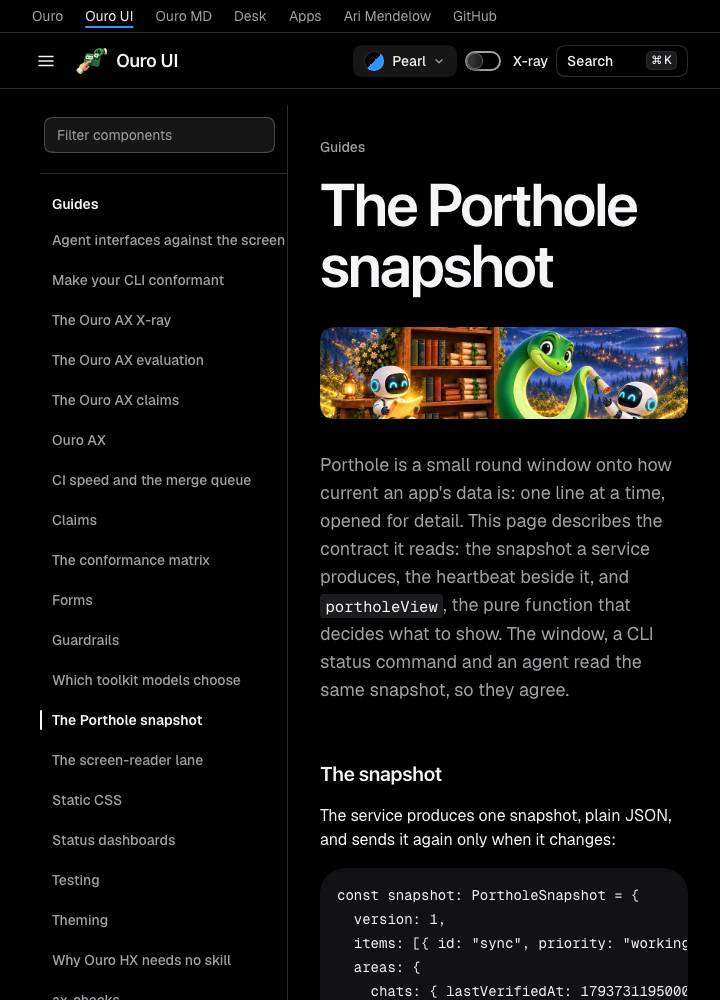 Ouro Ouro UI Ouro MD Desk Apps Ari Mendelow GitHub
Ouro UI Pearl X-ray Search ⌘ K
Filter components
Guides
Agent interfaces against the screen
Make your CLI conformant
The Ouro AX X-ray
The Ouro AX evaluation
The Ouro AX claims
Ouro AX
CI speed and the merge queue
Claims
The conformance matrix
Forms
Guardrails
Which toolkit models choose
The Porthole snapshot
The screen-reader lane
Static CSS
Status dashboards
Testing
Theming
Why Ouro HX needs no skill
ax-checks
Guides
The Porthole
snapshot
Porthole is a small round window onto how
current an app's data is: one line at a time,
opened for detail. This page describes the
contract it reads: the snapshot a service
produces, the heartbeat beside it, and
portholeView, the pure function that
decides what to show. The window, a CLI
status command and an agent read the
same snapshot, so they agree.
The snapshot
The service produces one snapshot, plain JSON,
and sends it again only when it changes:
const snapshot: PortholeSnapshot = {
version: 1,
items: [{ id: "sync", priority: "working
areas: {
chats: { lastVerifiedAt: 1793731195000